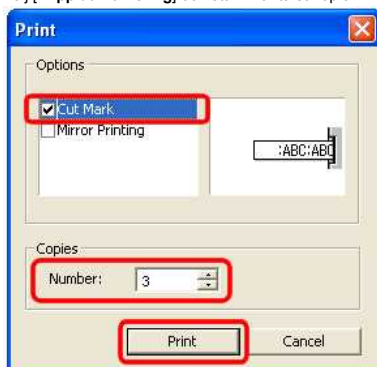 Print
Options
Cut Mark
Mirror Printing
:ABC:ABC
Copies
Number: 3
Print Cancel